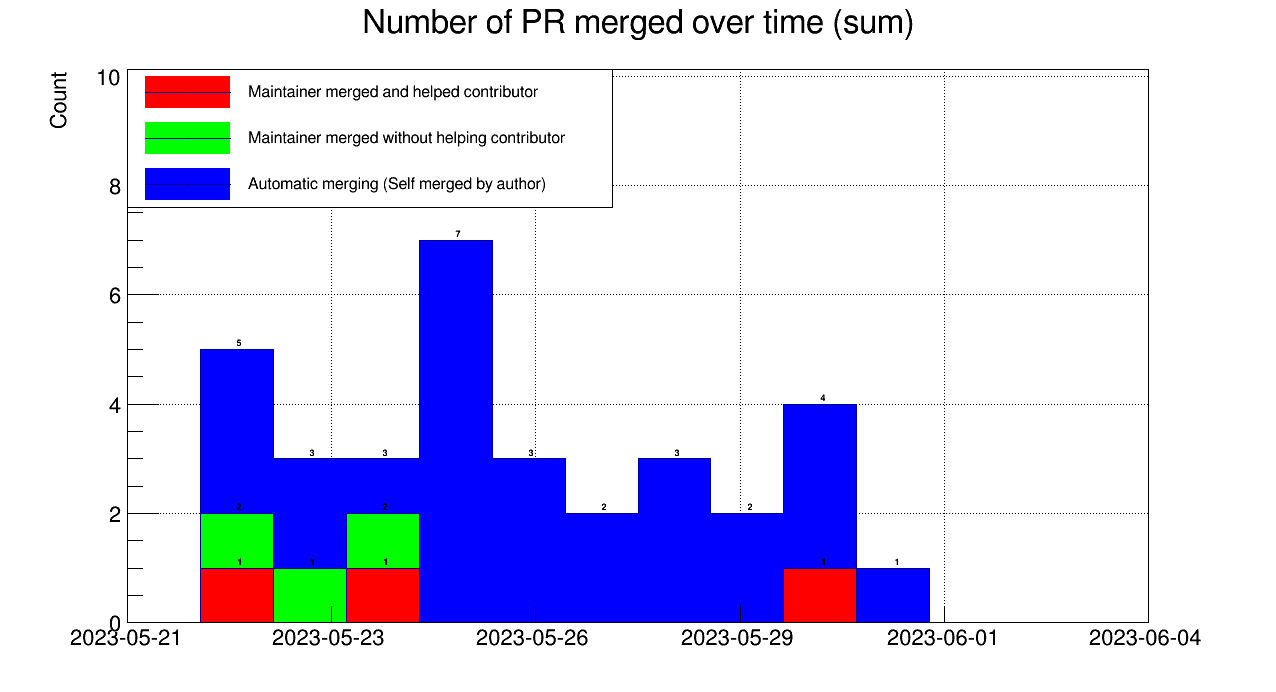 Number of PR merged over time (sum)
Count
10
8
6
4
2
0
Maintainer merged and helped contributor
Maintainer merged without helping contributor
Automatic merging (Self merged by author)
7
5
4
3 3 3 3
2 2 2 2
1 1 1 1 1
2023-05-21 2023-05-23 2023-05-26 2023-05-29 2023-06-01 2023-06-04